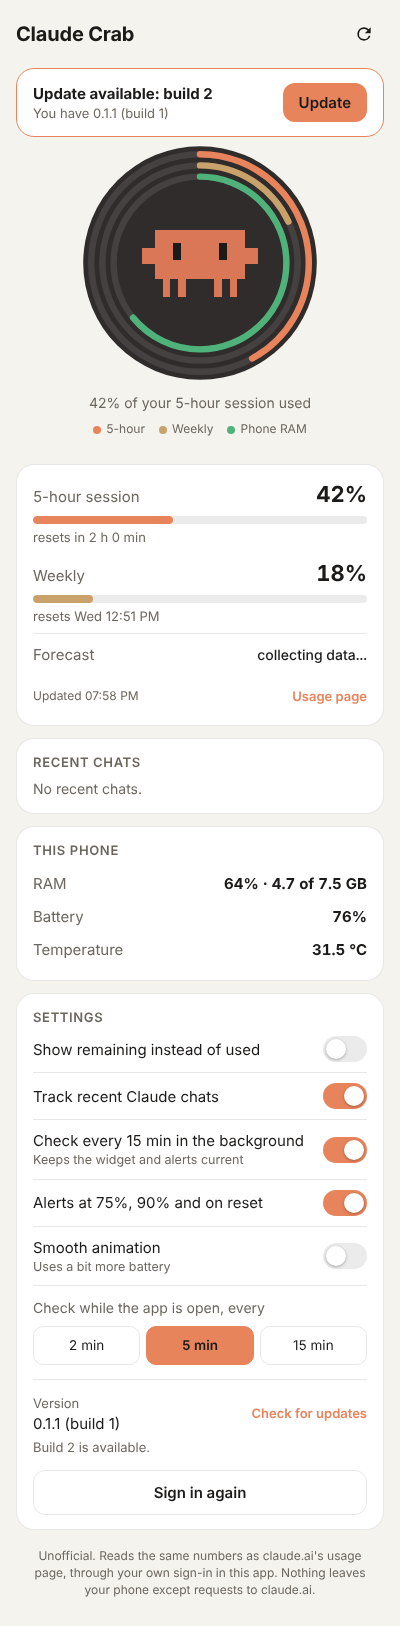 Claude Crab
Update available: build 2
You have 0.1.1 (build 1)
Update
42% of your 5-hour session used
5-hour
Weekly
Phone RAM
5-hour session
42%
resets in 2 h 0 min
Weekly
18%
resets Wed 12:51 PM
Forecast
collecting data...
Updated 07:58 PM
Usage page
RECENT CHATS
No recent chats.
THIS PHONE
RAM
64% · 4.7 of 7.5 GB
Battery
76%
Temperature
31.5 °C
SETTINGS
Show remaining instead of used
Track recent Claude chats
Check every 15 min in the background
Keeps the widget and alerts current
Alerts at 75%, 90% and on reset
Smooth animation
Uses a bit more battery
Check while the app is open, every
2 min
5 min
15 min
Version
0.1.1 (build 1)
Check for updates
Build 2 is available.
Sign in again
Unofficial. Reads the same numbers as claude.ai's usage
page, through your own sign-in in this app. Nothing leaves
your phone except requests to claude.ai.